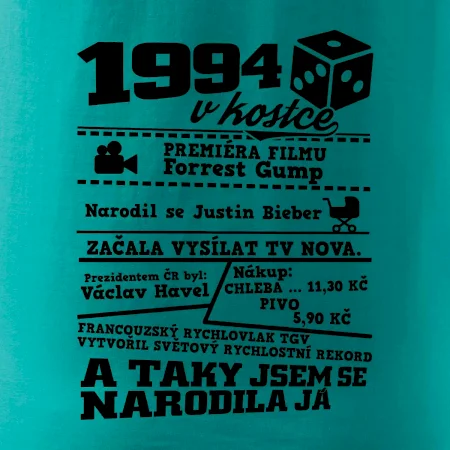 1994
v kostce
PREMIÉRA FILMU
Forrest Gump
Narodil se Justin Bieber
ZAČALA VYSÍLAT TV NOVA.
Prezidentem ČR byl:
Václav Havel
Nákup:
CHLEBA ... 11,30 KČ
PIVO
5,90 KČ
FRANCOUZSKÝ RYCHLOVLAK TGV
VYTVOŘIL SVĚTOVÝ RYCHLOSTNÍ REKORD
A TAKY JSEM SE
NARODILA JÁ